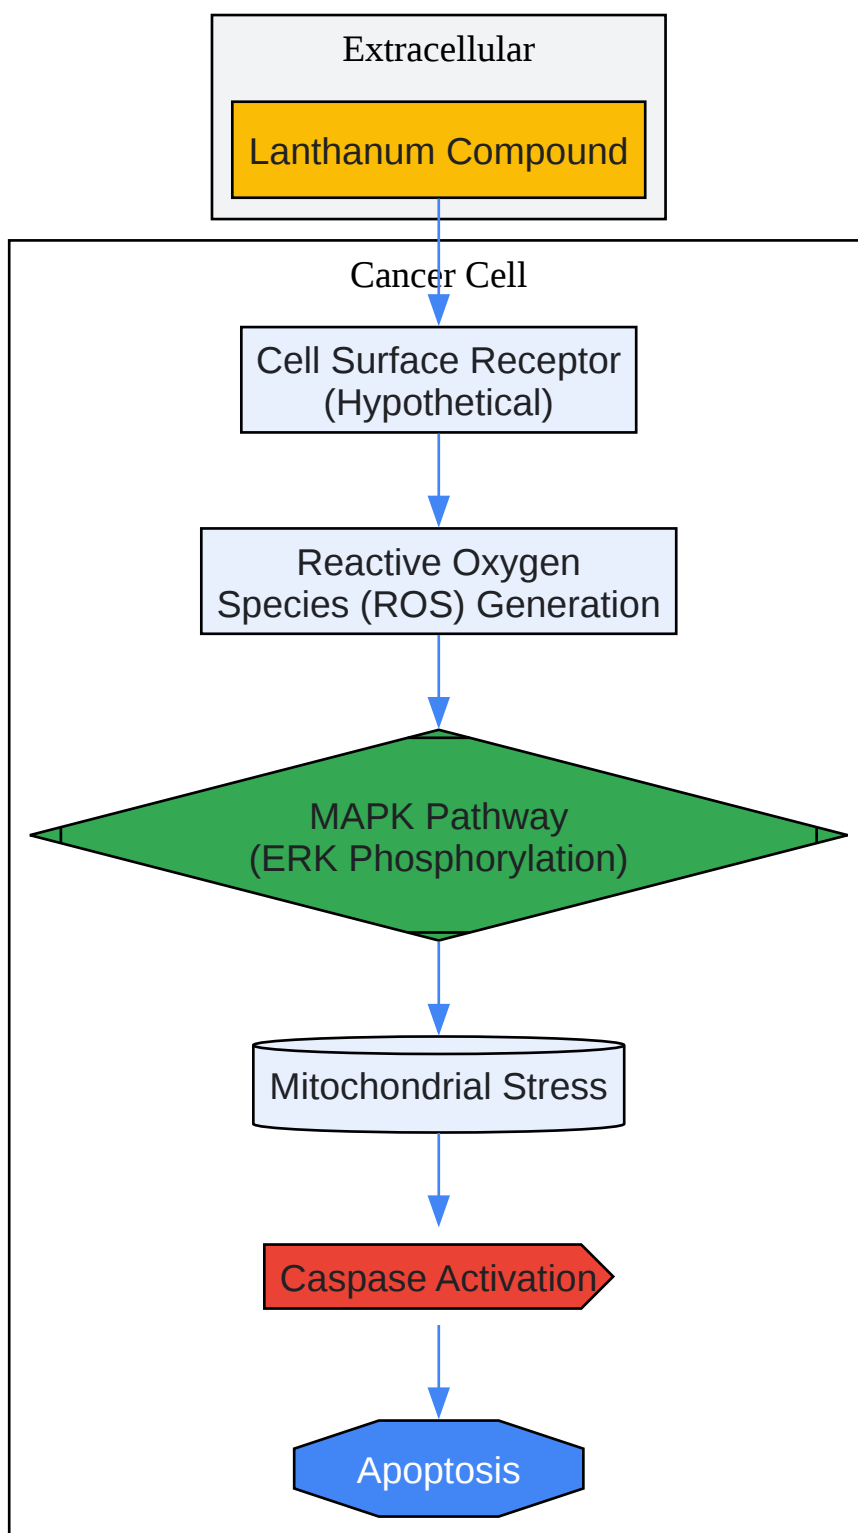 Extracellular
Lanthanum Compound
Cancer Cell
Cell Surface Receptor
(Hypothetical)
Reactive Oxygen
Species (ROS) Generation
MAPK Pathway
(ERK Phosphorylation)
Mitochondrial Stress
Caspase Activation
Apoptosis